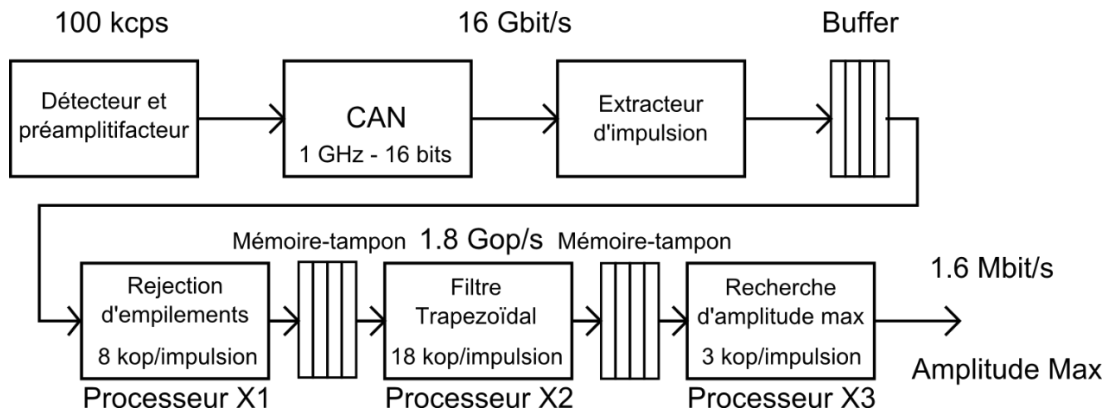 100 kcps
16 Gbit/s
Buffer
Détecteur et
préamplitifacteur
CAN
1 GHz - 16 bits
Extracteur
d'impulsion
Mémoire-tampon
1.8 Gop/s
Mémoire-tampon
Rejection
d'empilements
8 kop/impulsion
Filtre
Trapezoïdal
18 kop/impulsion
Recherche
d'amplitude max
3 kop/impulsion
1.6 Mbit/s
Amplitude Max
Processeur X1
Processeur X2
Processeur X3